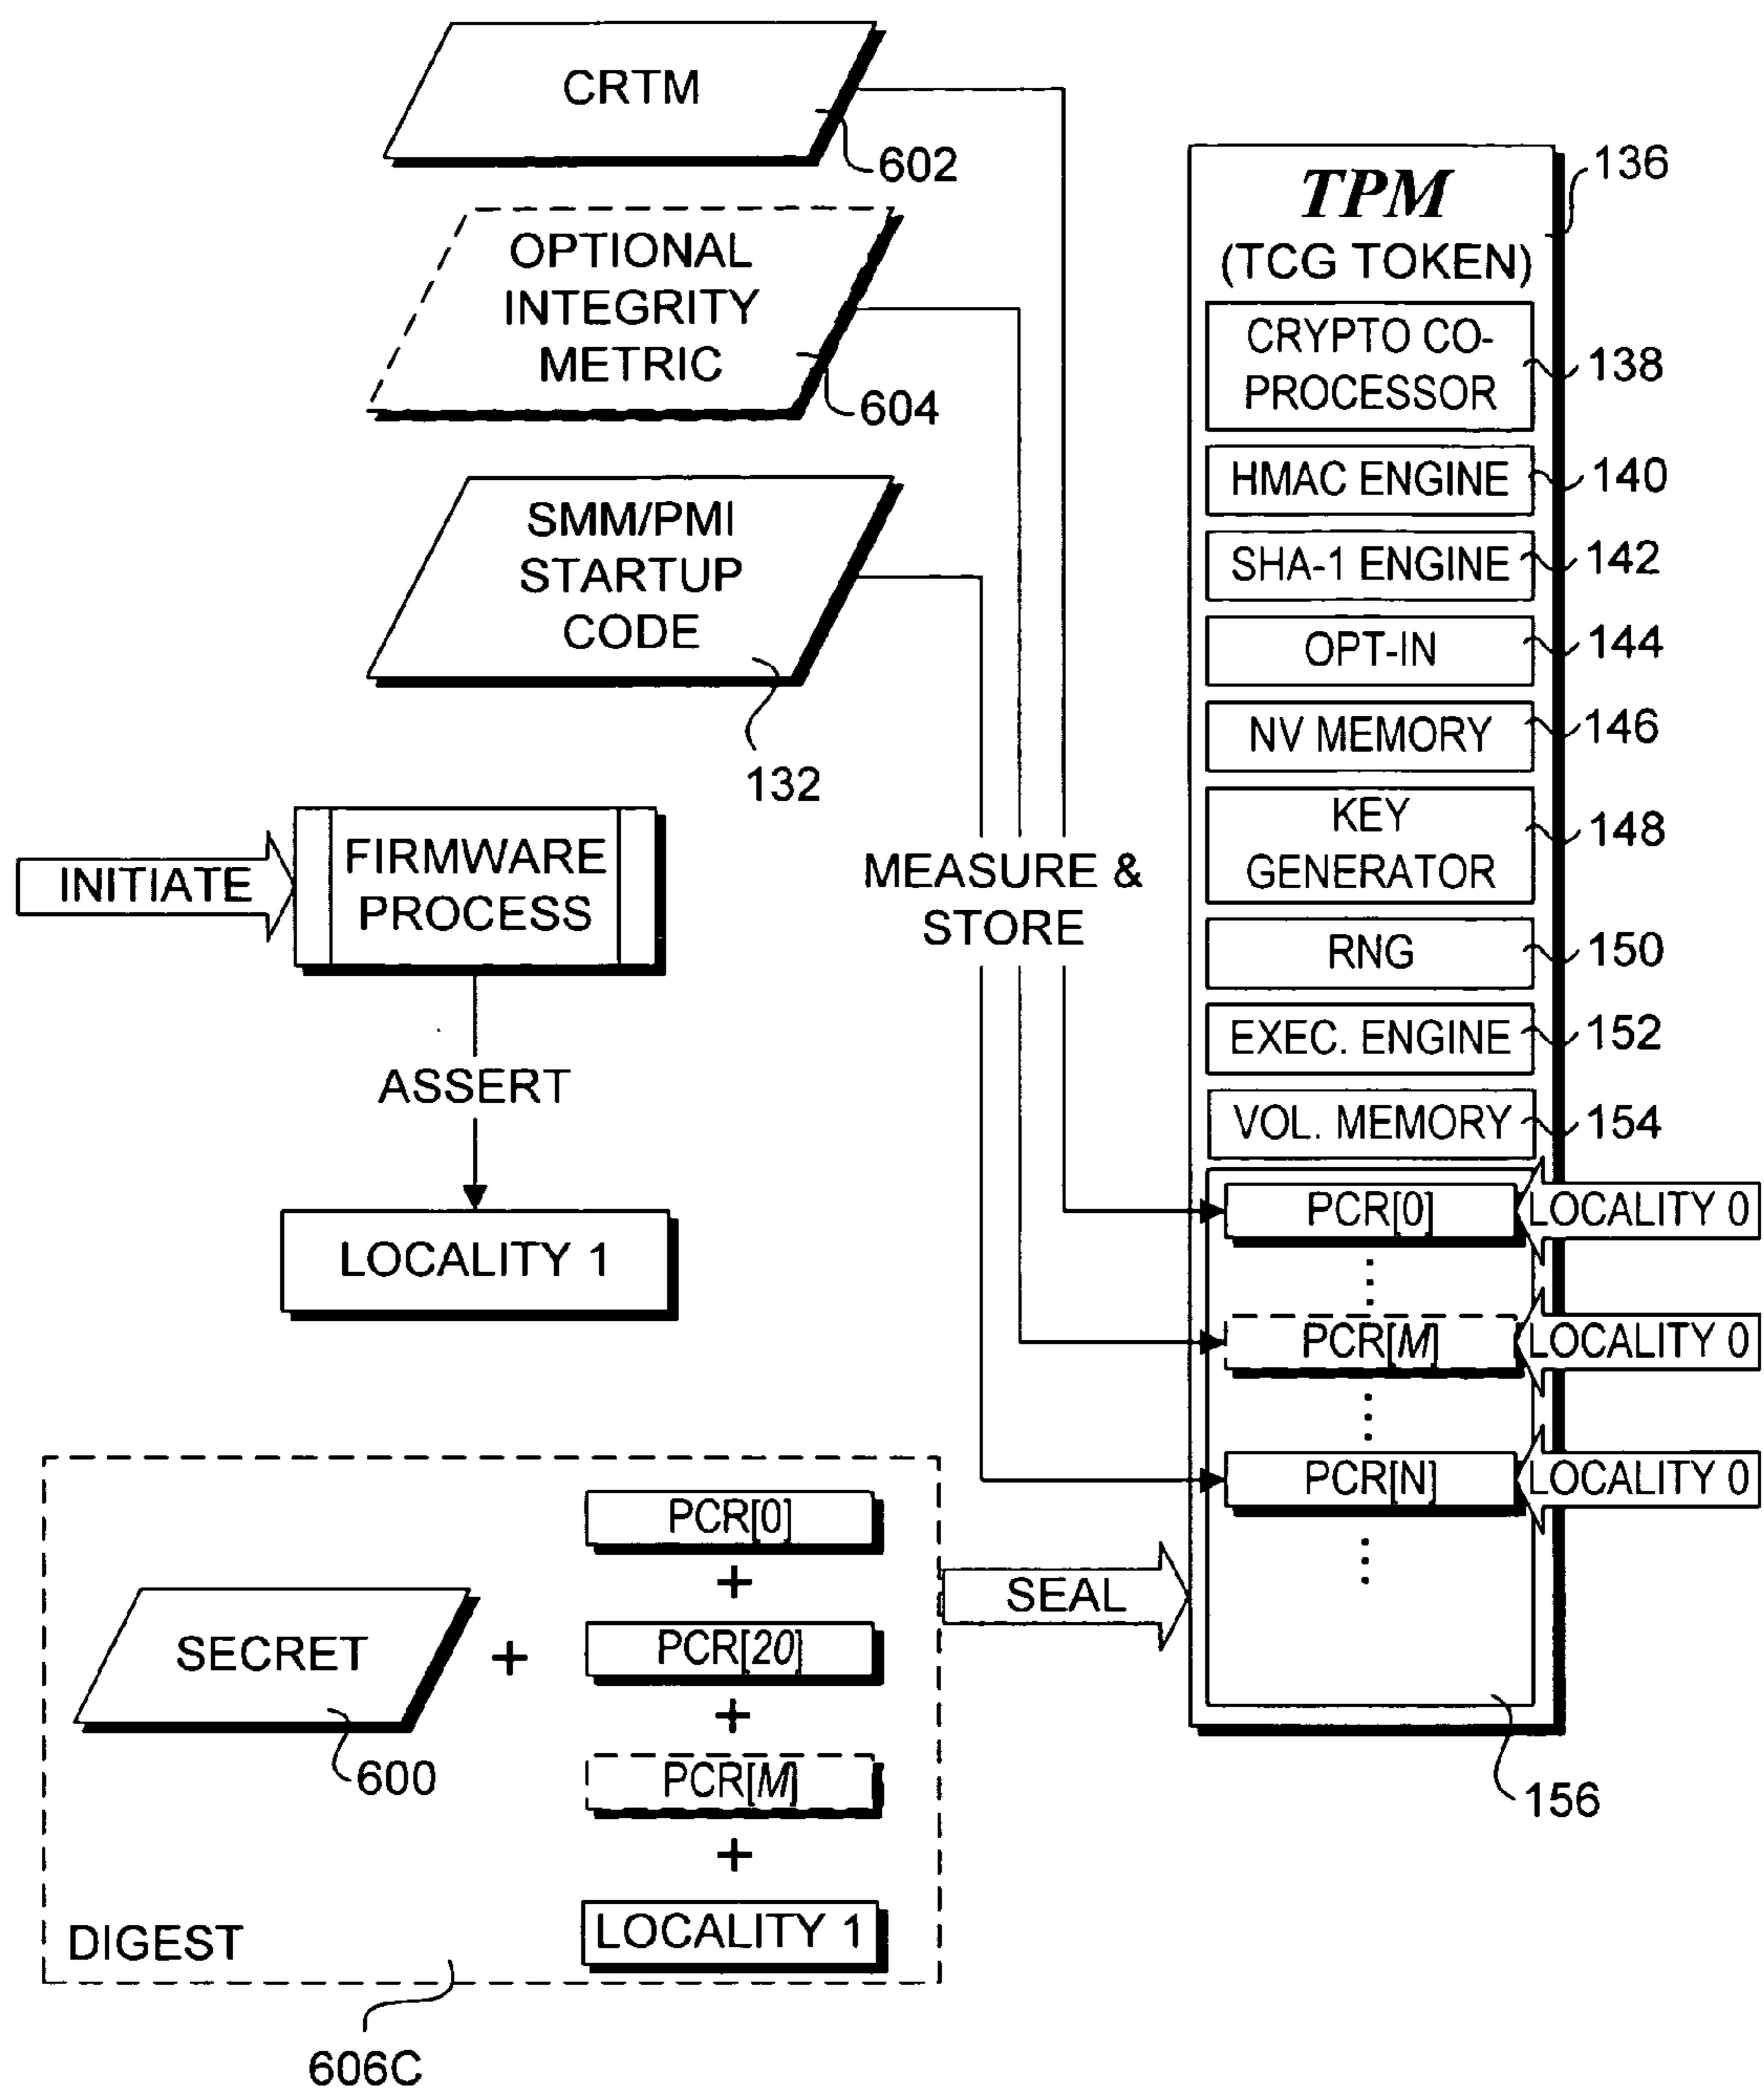 CRTM
602
OPTIONAL
INTEGRITY
METRIC
604
SMM/PMI
STARTUP
CODE
132
INITIATE
FIRMWARE
PROCESS
ASSERT
LOCALITY 1
MEASURE &
STORE
TPM
(TCG TOKEN)
136
CRYPTO CO-
PROCESSOR
138
HMAC ENGINE
140
SHA-1 ENGINE
142
OPT-IN
144
NV MEMORY
146
KEY
GENERATOR
148
RNG
150
EXEC. ENGINE
152
VOL. MEMORY
154
PCR[0]
LOCALITY 0
PCR[M]
LOCALITY 0
PCR[N]
LOCALITY 0
156
SECRET
600
+
PCR[0]
+
PCR[20]
+
PCR[M]
+
LOCALITY 1
DIGEST
606C
SEAL